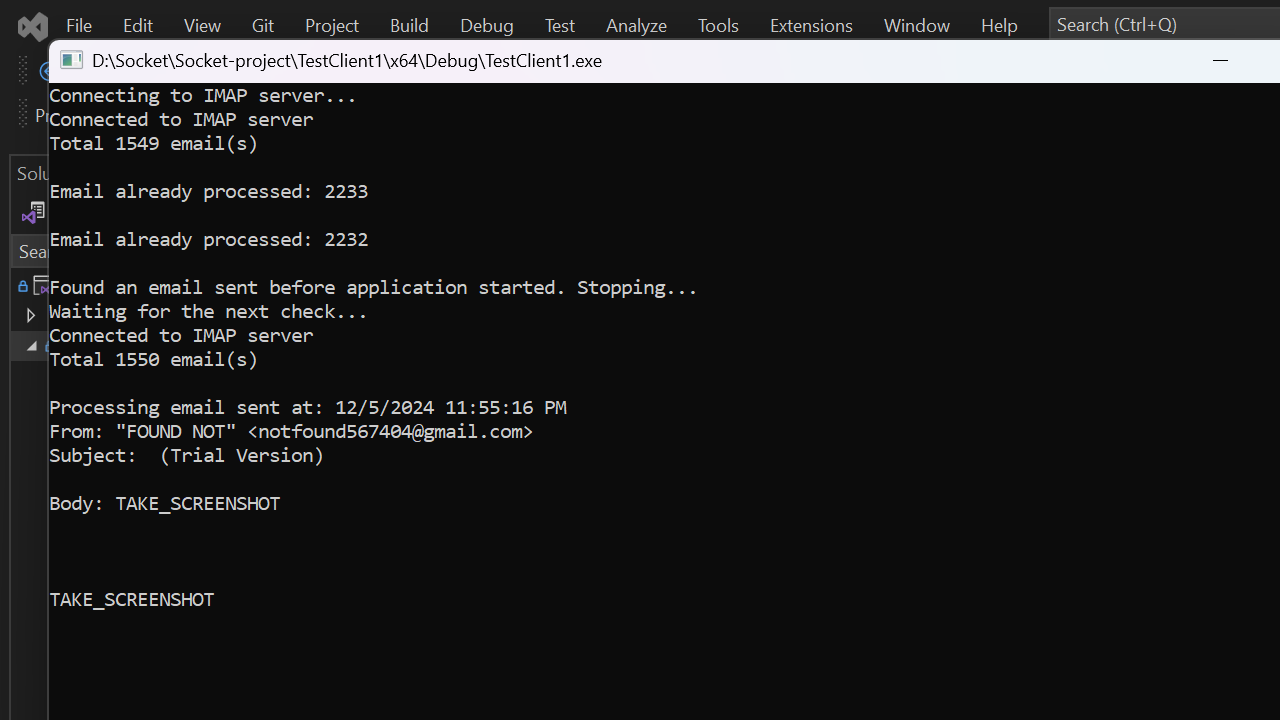 File Edit View Git Project Build Debug Test Analyze Tools Extensions Window Help Search (Ctrl+Q)
D:\Socket\Socket-project\TestClient1\x64\Debug\TestClient1.exe
Connecting to IMAP server...
Connected to IMAP server
Total 1549 email(s)
Email already processed: 2233
Email already processed: 2232
Found an email sent before application started. Stopping...
Waiting for the next check...
Connected to IMAP server
Total 1550 email(s)
Processing email sent at: 12/5/2024 11:55:16 PM
From: "FOUND NOT" <notfound567404@gmail.com>
Subject:  (Trial Version)
Body: TAKE_SCREENSHOT
TAKE_SCREENSHOT